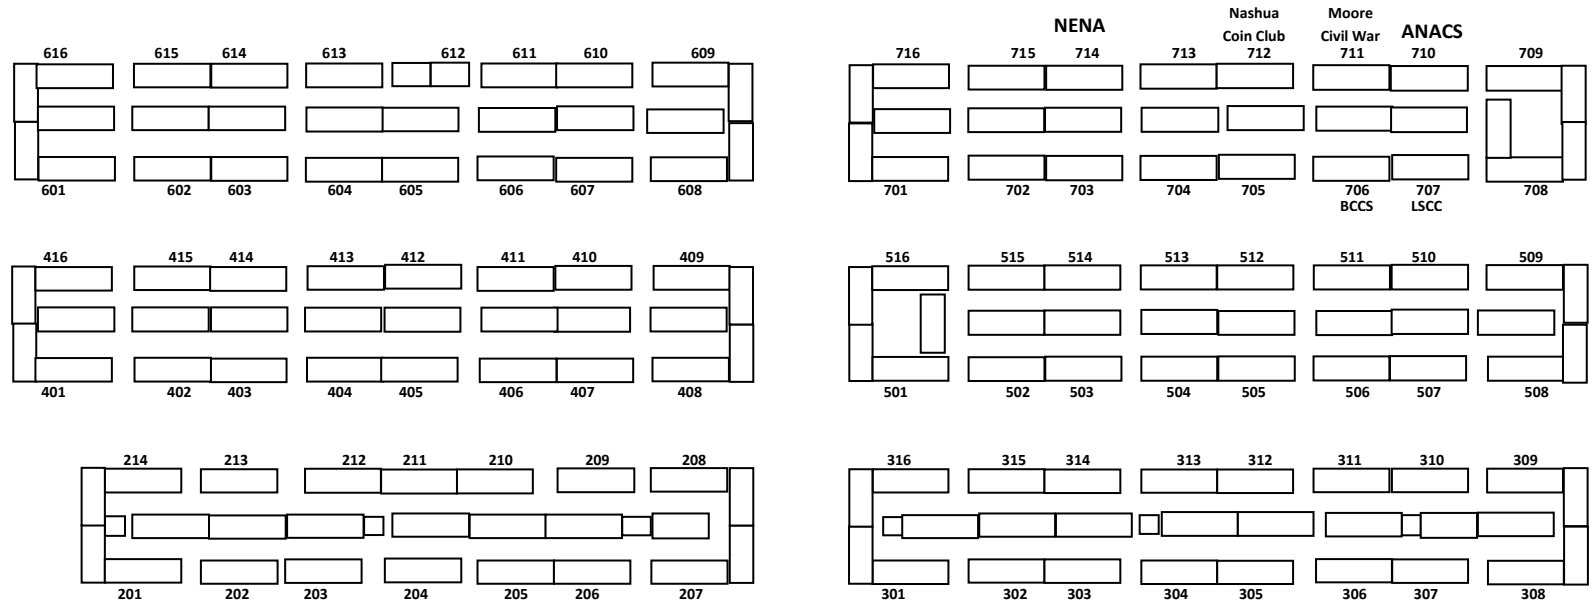 Nashua Moore
NENA Coin Club Civil War ANACS
616 615 614 613 612 611 610 609 716 715 714 713 712 711 710 709
601 602 603 604 605 606 607 608 701 702 703 704 705 706 707 708
BCCS LSCC
416 415 414 413 412 411 410 409 516 515 514 513 512 511 510 509
401 402 403 404 405 406 407 408 501 502 503 504 505 506 507 508
214 213 212 211 210 209 208 316 315 314 313 312 311 310 309
201 202 203 204 205 206 207 301 302 303 304 305 306 307 308